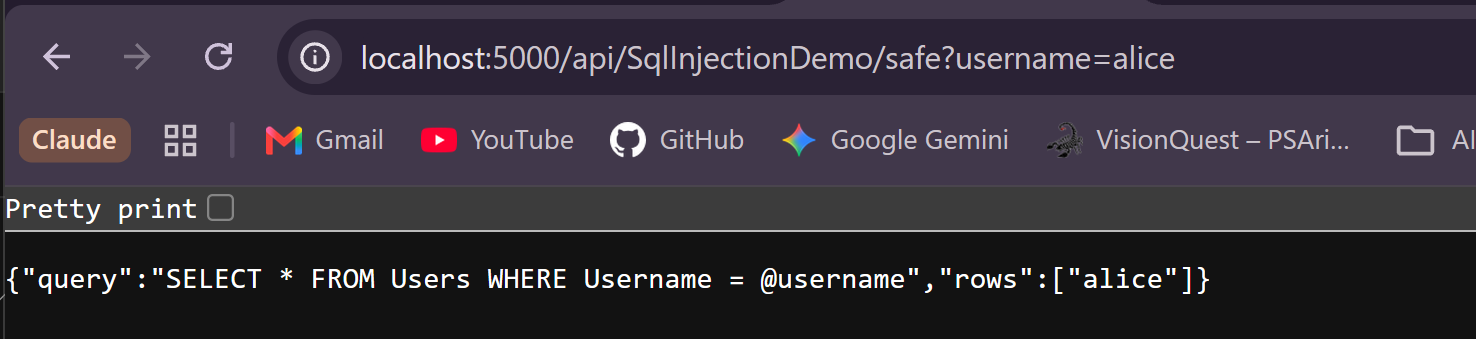 localhost:5000/api/SqlInjectionDemo/safe?username=alice
Claude Gmail YouTube GitHub Google Gemini VisionQuest – PSAri... AI
Pretty print
{"query":"SELECT * FROM Users WHERE Username = @username","rows":["alice"]}